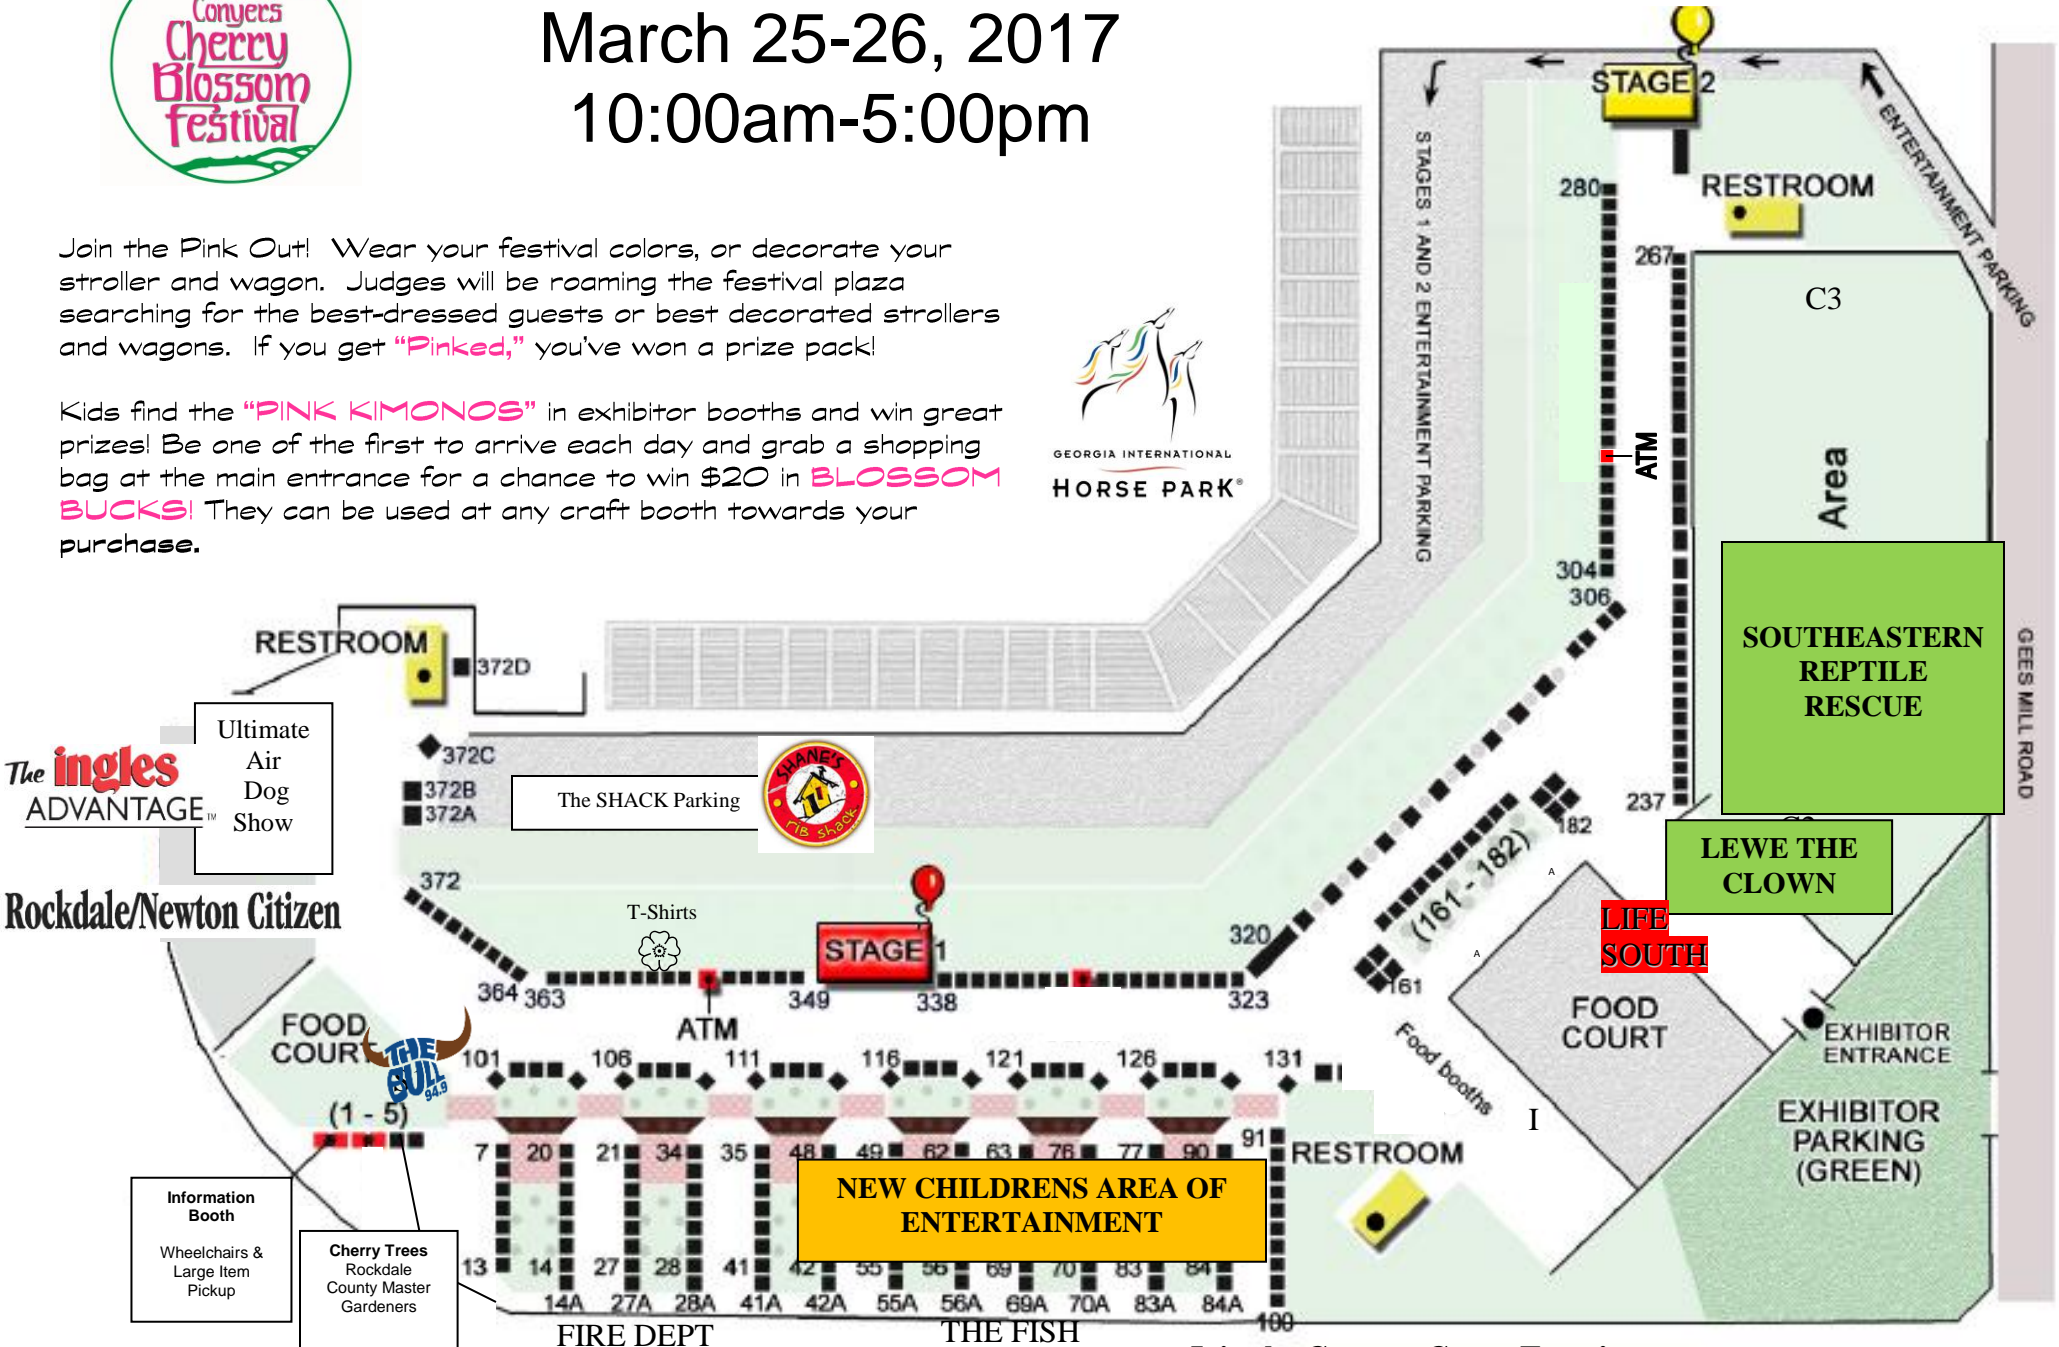 Conyers
Cherry
Blossom
festival
March 25-26, 2017
10:00am-5:00pm
Join the Pink Out! Wear your festival colors, or decorate your
stroller and wagon. Judges will be roaming the festival plaza
searching for the best-dressed guests or best decorated strollers
and wagons. If you get “Pinked,” you’ve won a prize pack!
Kids find the “PINK KIMONOS” in exhibitor booths and win great
prizes! Be one of the first to arrive each day and grab a shopping
bag at the main entrance for a chance to win $20 in BLOSSOM
BUCKS! They can be used at any craft booth towards your
purchase.
GEORGIA INTERNATIONAL
HORSE PARK®
STAGE 2
ENTERTAINMENT PARKING
STAGES 1 AND 2 ENTERTAINMENT PARKING
280
RESTROOM
267
C3
ATM
Area
304
306
SOUTHEASTERN
REPTILE
RESCUE
GEES MILL ROAD
237
LEWE THE
CLOWN
182
(161 - 182)
161
A
A
LIFE
SOUTH
FOOD
COURT
Food booths
I
EXHIBITOR
ENTRANCE
EXHIBITOR
PARKING
(GREEN)
RESTROOM
372D
372C
372B
372A
372
Ultimate
Air
Dog
Show
The ingles
ADVANTAGE™
Rockdale/Newton Citizen
The SHACK Parking
SHANE'S
rib shack
T-Shirts
STAGE 1
320
364 363
349
338
323
ATM
FOOD
COURT
THE
BULL
94.9
(1 - 5)
101
106
111
116
121
126
131
7
20
21
34
35
48
49
62
63
76
77
90
91
RESTROOM
NEW CHILDRENS AREA OF
ENTERTAINMENT
13
14
27
28
41
42
55
56
69
70
83
84
14A
27A
28A
41A
42A
55A
56A
69A
70A
83A
84A
100
Information
Booth
Wheelchairs &
Large Item
Pickup
Cherry Trees
Rockdale
County Master
Gardeners
FIRE DEPT
THE FISH